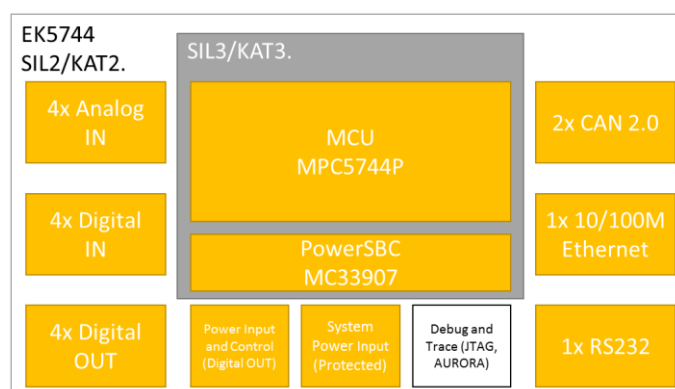 EK5744
SIL2/KAT2.
SIL3/KAT3.
4x Analog
IN
MCU
MPC5744P
2x CAN 2.0
4x Digital
IN
PowerSBC
MC33907
1x 10/100M
Ethernet
4x Digital
OUT
Power Input
and Control
(Digital OUT)
System
Power Input
(Protected)
Debug and
Trace (JTAG,
AURORA)
1x RS232